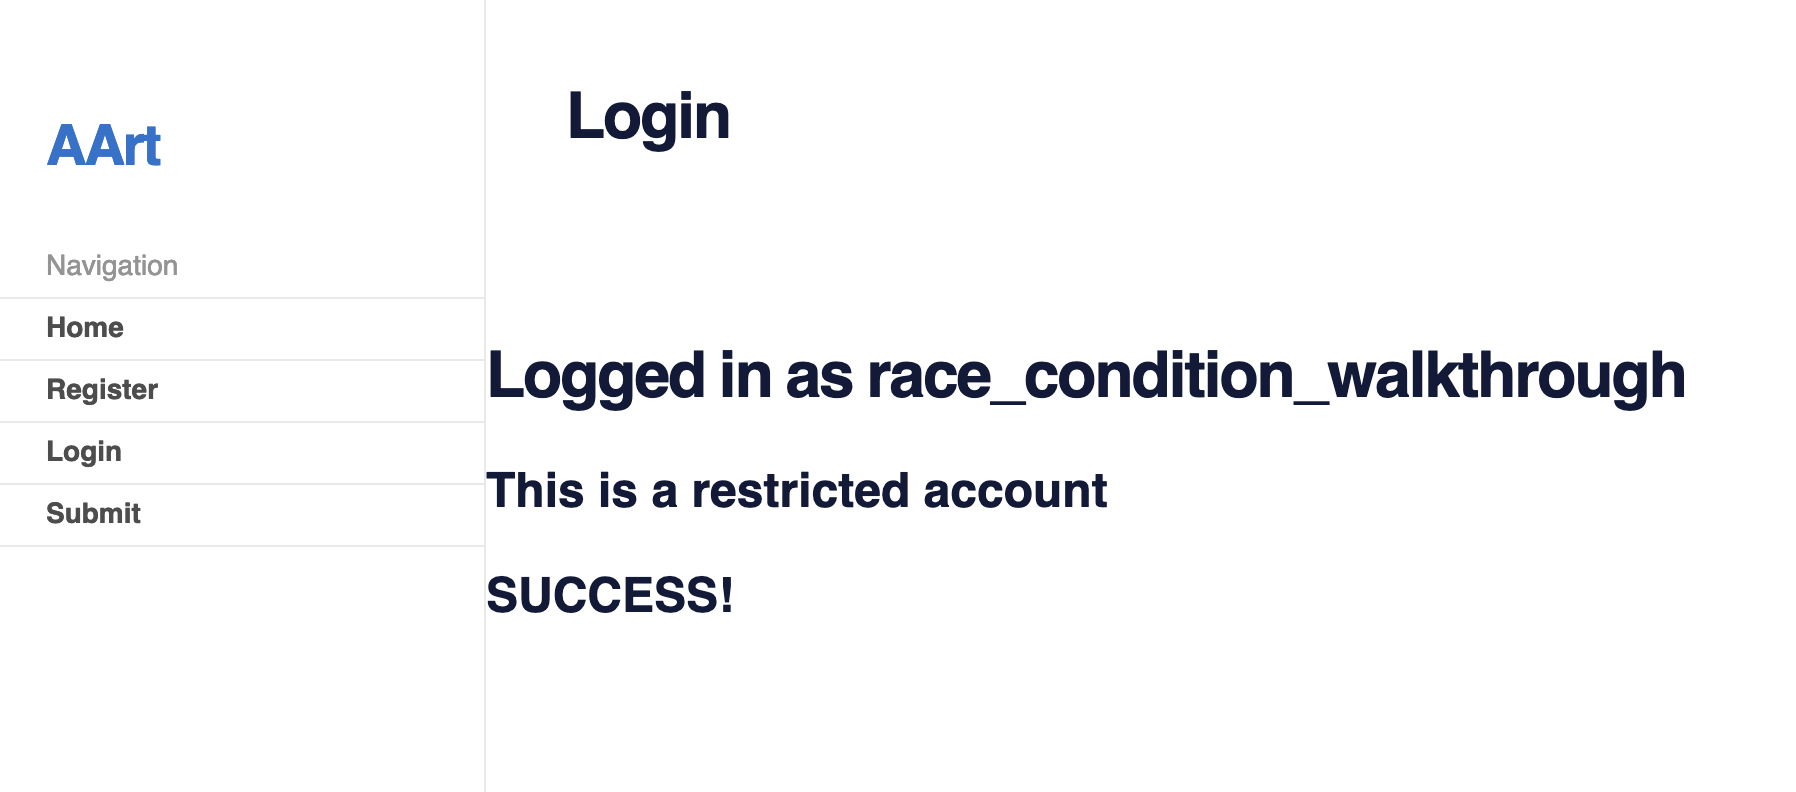 AArt
Navigation
Home
Register
Login
Submit
Login
Logged in as race_condition_walkthrough
This is a restricted account
SUCCESS!